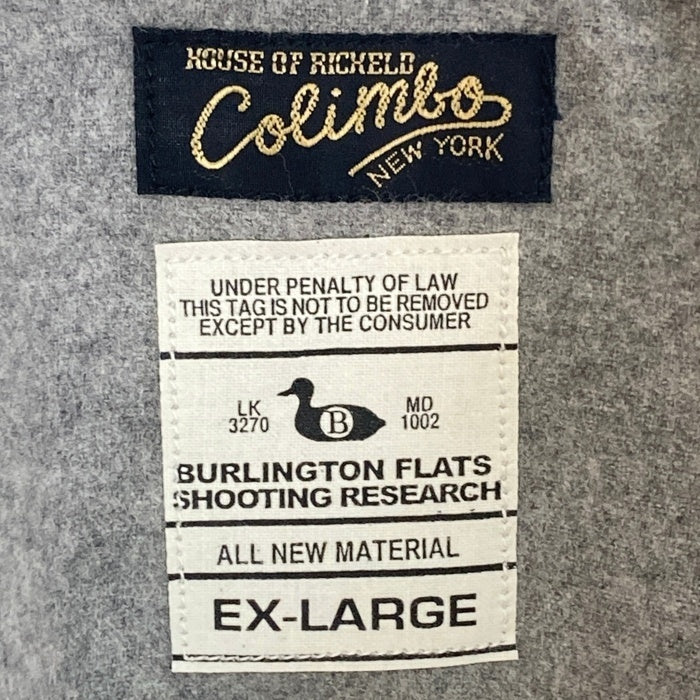 HOUSE OF RICKELD
Colimbo
NEW YORK
UNDER PENALTY OF LAW
THIS TAG IS NOT TO BE REMOVED
EXCEPT BY THE CONSUMER
LK
3270
B
MD
1002
BURLINGTON FLATS
SHOOTING RESEARCH
ALL NEW MATERIAL
EX-LARGE